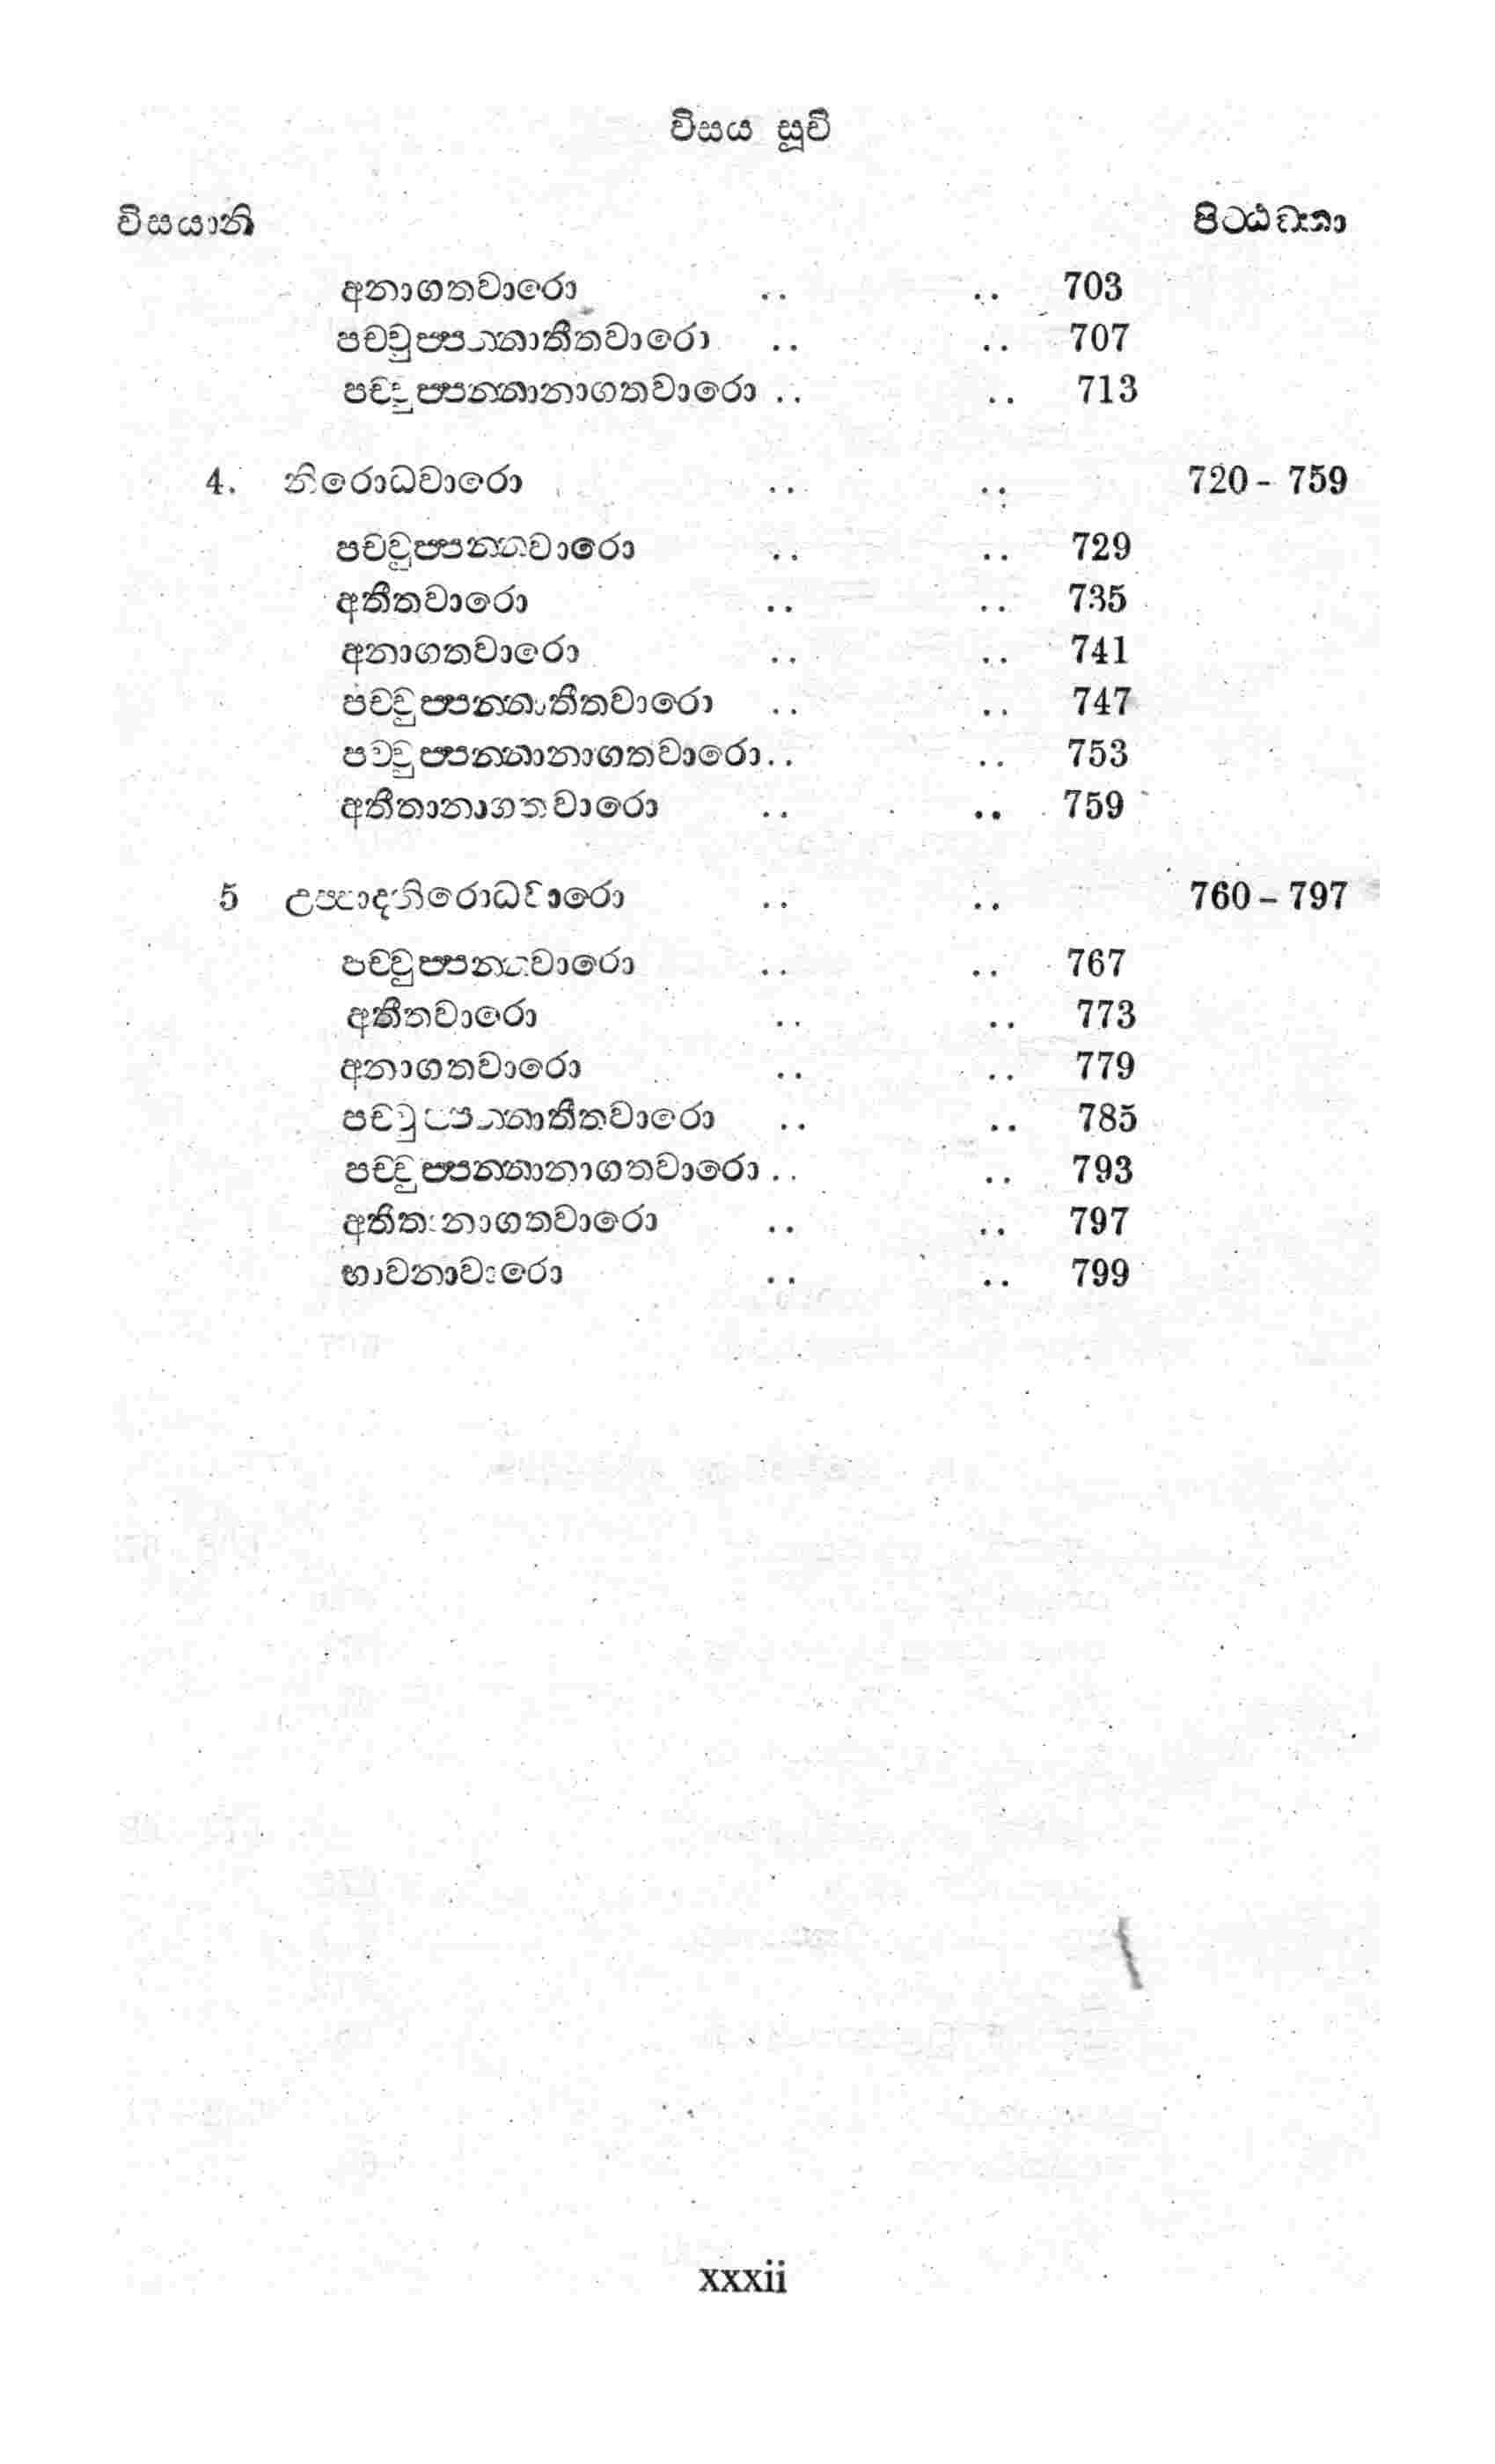 විසය සූචි
විසයානි පිටඨඞකා
අනාගතවාරො .. .. 703
පච‍්චුප‍්පන‍්නාතීතවාරො .. .. 707
පච‍්චුප‍්පන‍්නානාගතවාරො .. .. 713
4. නිරොධවාරො .. .. 720 - 759
පච‍්චුප‍්පන‍්නවාරො .. .. 729
අතීතවාරො .. .. 735
අනාගතවාරො .. .. 741
පච‍්චුප‍්පන‍්නාතීතවාරො .. .. 747
පච‍්චුප‍්පන‍්නානාගතවාරො .. .. 753
අතීතානාගතවාරො .. .. 759
5 උප‍්පාදනිරොධවාරො .. .. 760 - 797
පච‍්චුප‍්පන‍්නවාරො .. .. 767
අතීතවාරො .. .. 773
අනාගතවාරො .. .. 779
පච‍්චුප‍්පන‍්නාතීතවාරො .. .. 785
පච‍්චුප‍්පන‍්නානාගතවාරො .. .. 793
අතිතානාගතවාරො .. .. 797
භාවනාවාරො .. .. 799
xxxii